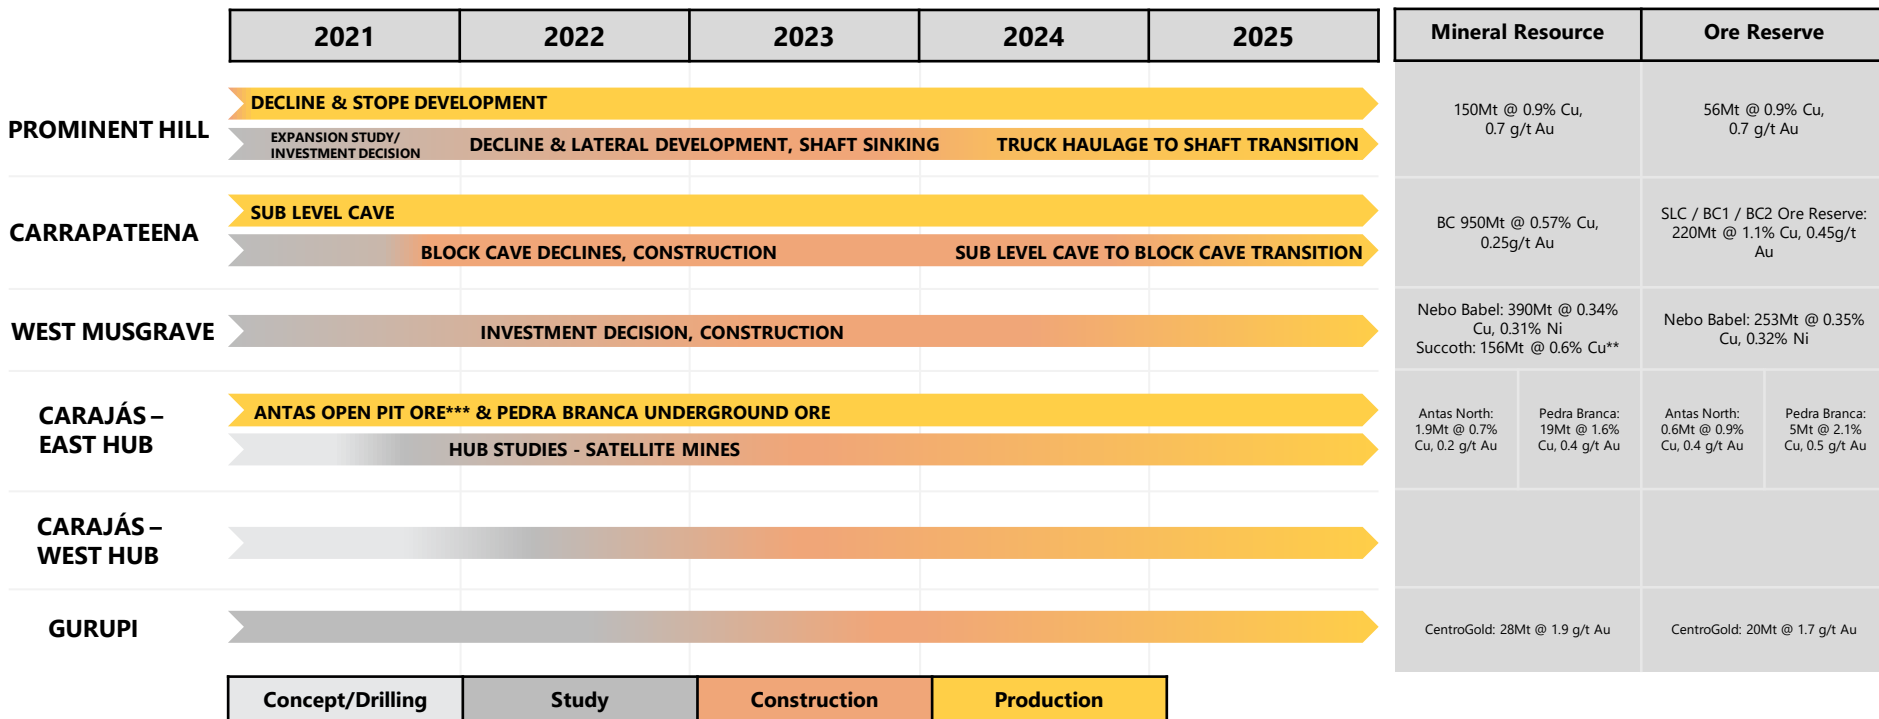 2021 2022 2023 2024 2025 Mineral Resource Ore Reserve
PROMINENT HILL
DECLINE & STOPE DEVELOPMENT
EXPANSION STUDY/
INVESTMENT DECISION
DECLINE & LATERAL DEVELOPMENT, SHAFT SINKING
TRUCK HAULAGE TO SHAFT TRANSITION
150Mt @ 0.9% Cu,
0.7 g/t Au
56Mt @ 0.9% Cu,
0.7 g/t Au
CARRAPATEENA
SUB LEVEL CAVE
BLOCK CAVE DECLINES, CONSTRUCTION
SUB LEVEL CAVE TO BLOCK CAVE TRANSITION
BC 950Mt @ 0.57% Cu,
0.25g/t Au
SLC / BC1 / BC2 Ore Reserve:
220Mt @ 1.1% Cu, 0.45g/t
Au
WEST MUSGRAVE
INVESTMENT DECISION, CONSTRUCTION
Nebo Babel: 390Mt @ 0.34%
Cu, 0.31% Ni
Succoth: 156Mt @ 0.6% Cu**
Nebo Babel: 253Mt @ 0.35%
Cu, 0.32% Ni
CARAJÁS –
EAST HUB
ANTAS OPEN PIT ORE*** & PEDRA BRANCA UNDERGROUND ORE
HUB STUDIES - SATELLITE MINES
Antas North:
1.9Mt @ 0.7%
Cu, 0.2 g/t Au
Pedra Branca:
19Mt @ 1.6%
Cu, 0.4 g/t Au
Antas North:
0.6Mt @ 0.9%
Cu, 0.4 g/t Au
Pedra Branca:
5Mt @ 2.1%
Cu, 0.5 g/t Au
CARAJÁS –
WEST HUB
GURUPI
CentroGold: 28Mt @ 1.9 g/t Au
CentroGold: 20Mt @ 1.7 g/t Au
Concept/Drilling Study Construction Production